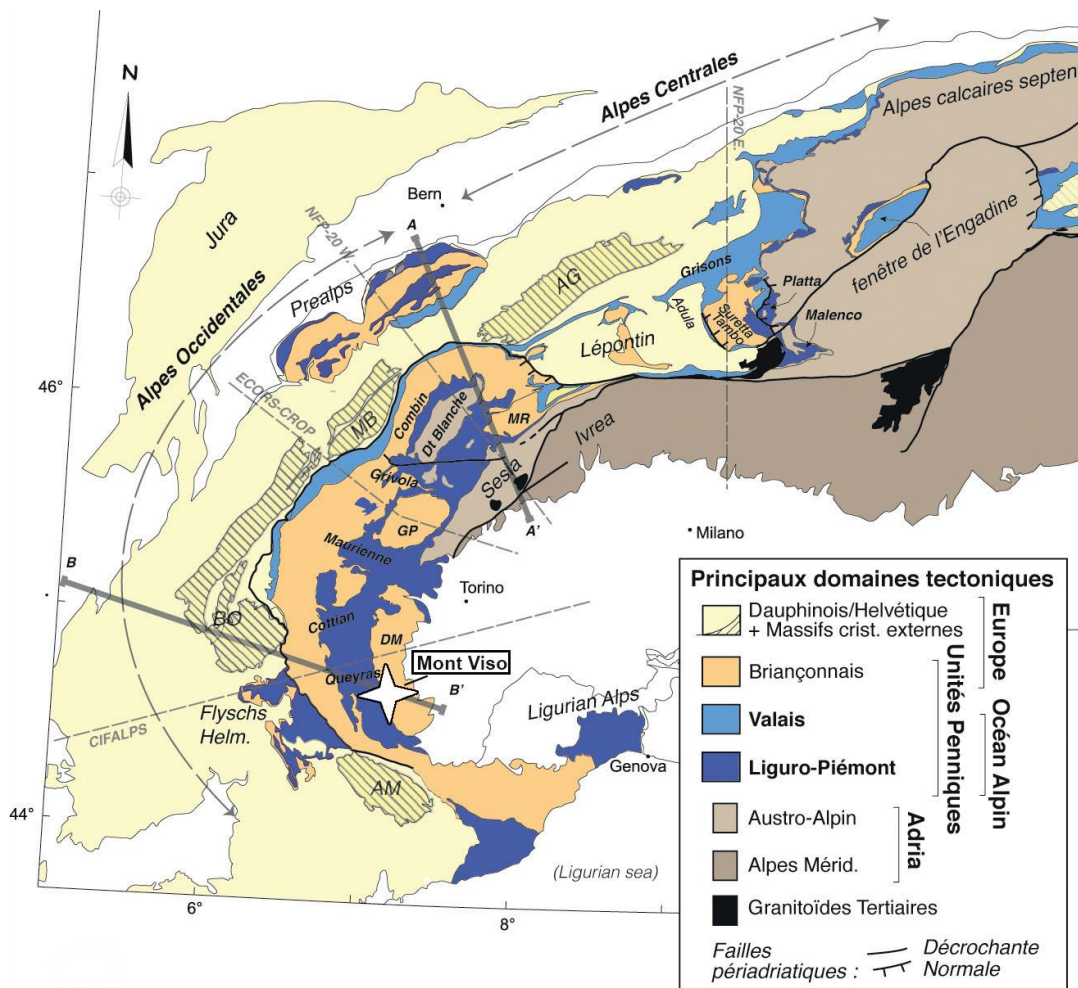 N
Alpes Centrales
NFP-20 E.
Alpes calcaires septen
Bern
A
NFP-20 W
Jura
Prealps
AG
Grisons
fenêtre de l'Engadine
Platta
Alpes Occidentales
Adula
Suretta
Tambo
Malenco
Lépontin
46°
ECORS-CROP
MB
Combin
Dt Blanche
MR
Ivrea
Sesia
Grivola
GP
A'
Milano
Maurienne
B
Torino
BO
Cottian
DM
Mont Viso
Queyras
B'
Ligurian Alps
Flyschs
Helm.
CIFALPS
Genova
AM
44°
(Ligurian sea)
6°
8°
Principaux domaines tectoniques
Dauphinois/Helvétique
+ Massifs crist. externes
Briançonnais
Valais
Liguro-Piémont
Austro-Alpin
Alpes Mérid.
Granitoïdes Tertiaires
Europe
Océan Alpin
Unités Penniques
Adria
Failles
périadriatiques :
Décrochante
Normale